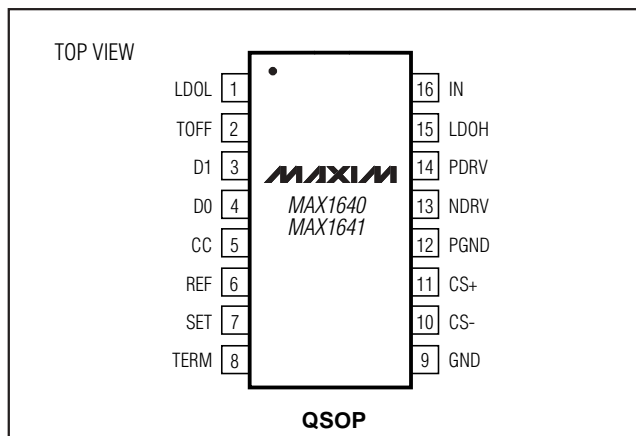 TOP VIEW
LDOL 1
TOFF 2
D1 3
D0 4
CC 5
REF 6
SET 7
TERM 8
MAXIM
MAX1640
MAX1641
16 IN
15 LDOH
14 PDRV
13 NDRV
12 PGND
11 CS+
10 CS-
9 GND
QSOP